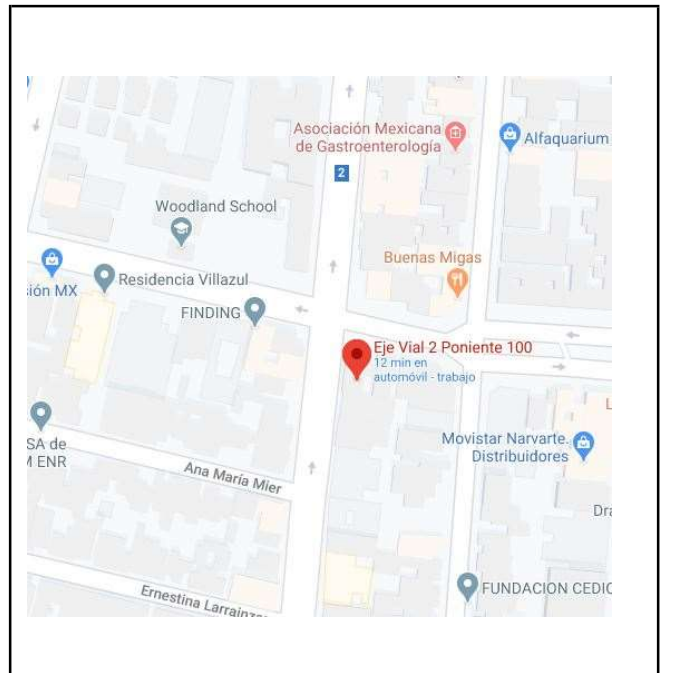 Asociación Mexicana
de Gastroenterología
Alfaquarium
2
Woodland School
Buenas Migas
sión MX
Residencia Villazul
FINDING
Eje Vial 2 Poniente 100
12 min en
automóvil - trabajo
SA de
M ENR
Ana María Mier
Movistar Narvarte.
Distribuidores
L
Dra
Ernestina Larrainza
FUNDACION CEDIC